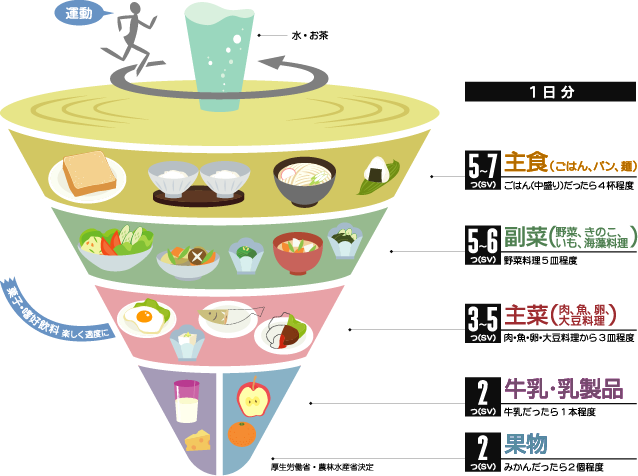 運動
水・お茶
1日分
5~7
つ(SV)
主食(ごはん、パン、麺)
ごはん(中盛り)だったら4杯程度
5~6
つ(SV)
副菜(野菜、きのこ、
いも、海藻料理)
野菜料理5皿程度
菓子・嗜好飲料 楽しく適度に
3~5
つ(SV)
主菜(肉、魚、卵、
大豆料理)
肉・魚・卵・大豆料理から3皿程度
2
つ(SV)
牛乳・乳製品
牛乳だったら1本程度
2
つ(SV)
果物
みかんだったら2個程度
厚生労働省・農林水産省決定